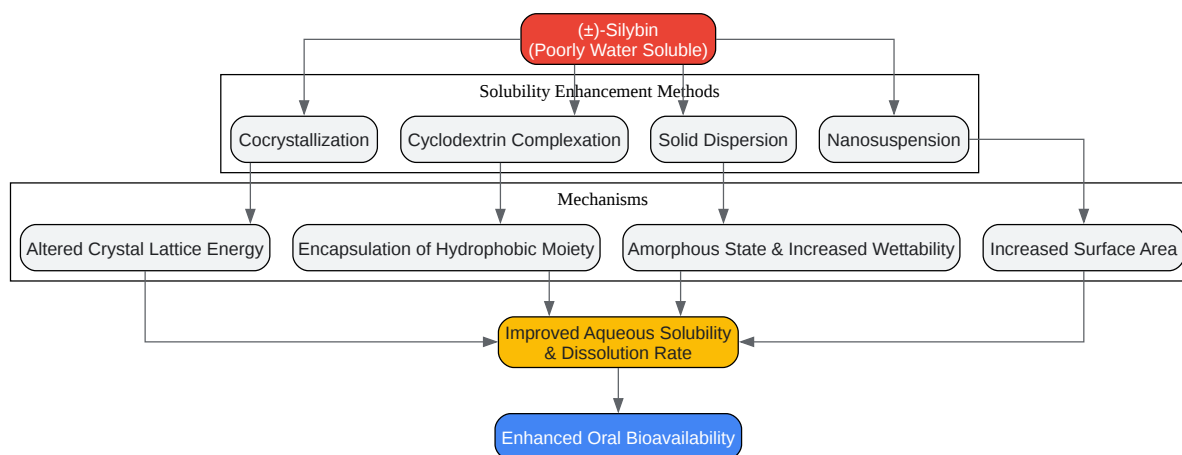 (±)-Silybin
(Poorly Water Soluble)
Solubility Enhancement Methods
Cocrystallization
Cyclodextrin Complexation
Solid Dispersion
Nanosuspension
Mechanisms
Altered Crystal Lattice Energy
Encapsulation of Hydrophobic Moiety
Amorphous State & Increased Wettability
Increased Surface Area
Improved Aqueous Solubility
& Dissolution Rate
Enhanced Oral Bioavailability